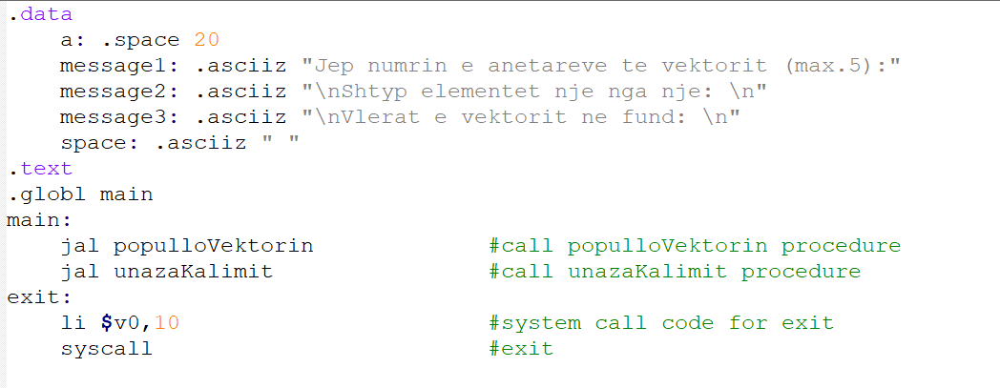 .data
    a: .space 20
    message1: .asciiz "Jep numrin e anetareve te vektorit (max.5):"
    message2: .asciiz "\nShtyp elementet nje nga nje: \n"
    message3: .asciiz "\nVlerat e vektorit ne fund: \n"
    space: .asciiz " "
.text
.globl main
main:
    jal populloVektorin             #call populloVektorin procedure
    jal unazaKalimit                #call unazaKalimit procedure
exit:
    li $v0,10                       #system call code for exit
    syscall                         #exit